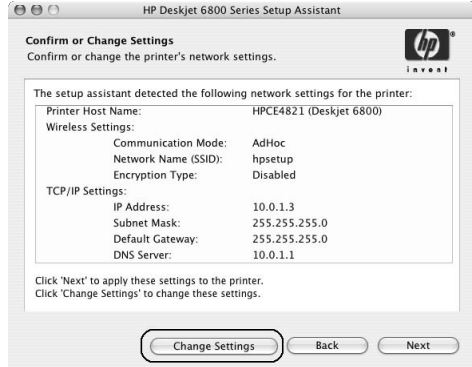 HP Deskjet 6800 Series Setup Assistant
Confirm or Change Settings
Confirm or change the printer's network settings.
hp
invent
The setup assistant detected the following network settings for the printer:
Printer Host Name: HPCE4821 (Deskjet 6800)
Wireless Settings:
Communication Mode: AdHoc
Network Name (SSID): hpsetup
Encryption Type: Disabled
TCP/IP Settings:
IP Address: 10.0.1.3
Subnet Mask: 255.255.255.0
Default Gateway: 255.255.255.0
DNS Server: 10.0.1.1
Click 'Next' to apply these settings to the printer.
Click 'Change Settings' to change these settings.
Change Settings Back Next